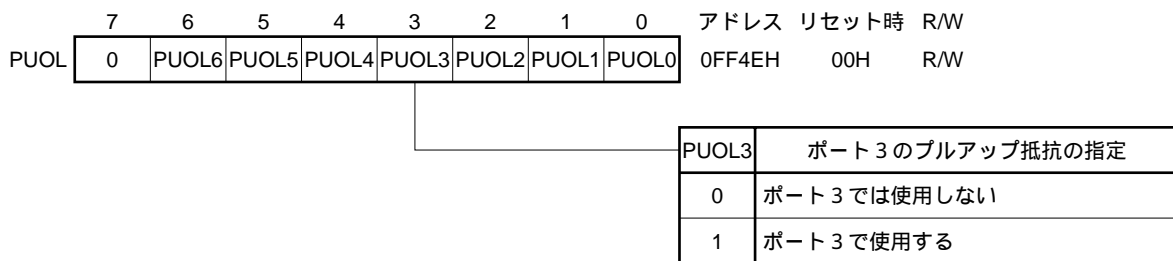 7 6 5 4 3 2 1 0 アドレス リセット時 R/W
PUOL 0 PUOL6 PUOL5 PUOL4 PUOL3 PUOL2 PUOL1 PUOL0 0FF4EH 00H R/W
PUOL3 ポート3のプルアップ抵抗の指定
0 ポート3では使用しない
1 ポート3で使用する